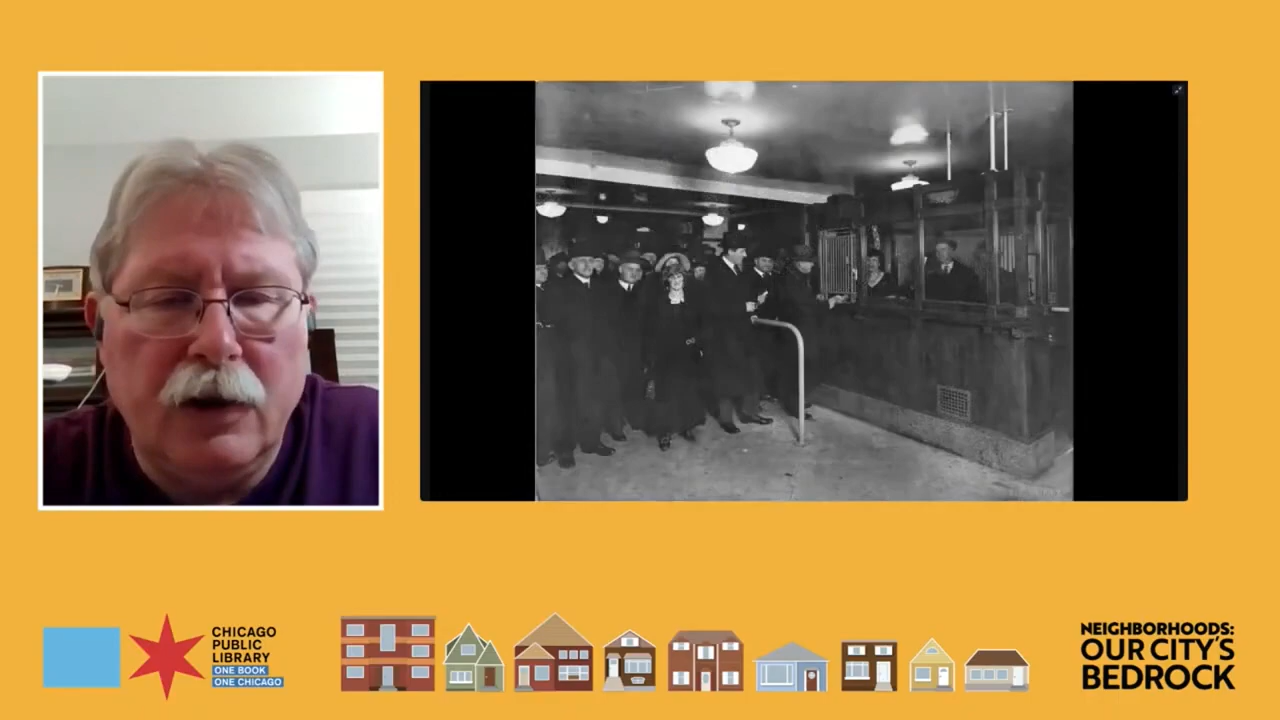 CHICAGO
PUBLIC
LIBRARY
ONE BOOK
ONE CHICAGO
NEIGHBORHOODS:
OUR CITY'S
BEDROCK